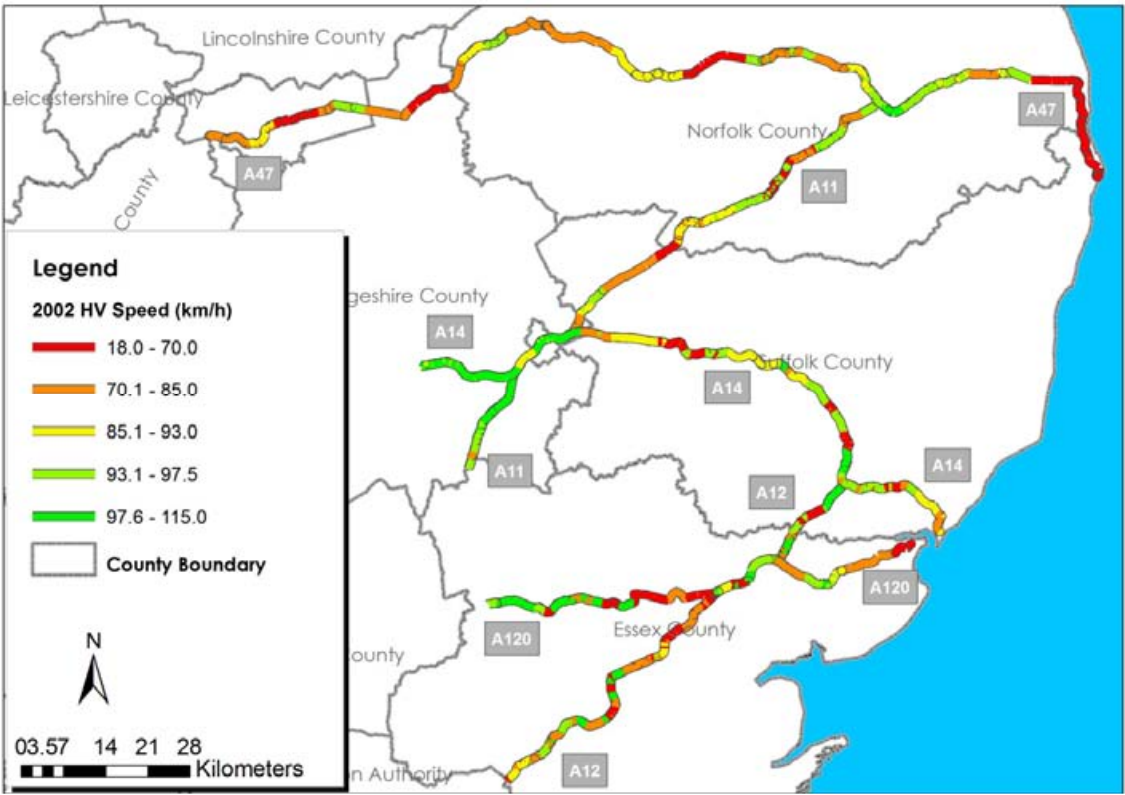 Lincolnshire County
Leicestershire County
A47
Norfolk County
A47
A11
County
Legend
2002 HV Speed (km/h)
18.0 - 70.0
70.1 - 85.0
85.1 - 93.0
93.1 - 97.5
97.6 - 115.0
County Boundary
N
03.57 14 21 28
Kilometers
geshire County
A14
Suffolk County
A14
A11
A12
A14
A120
A120
Essex County
ounty
A12
n Authority